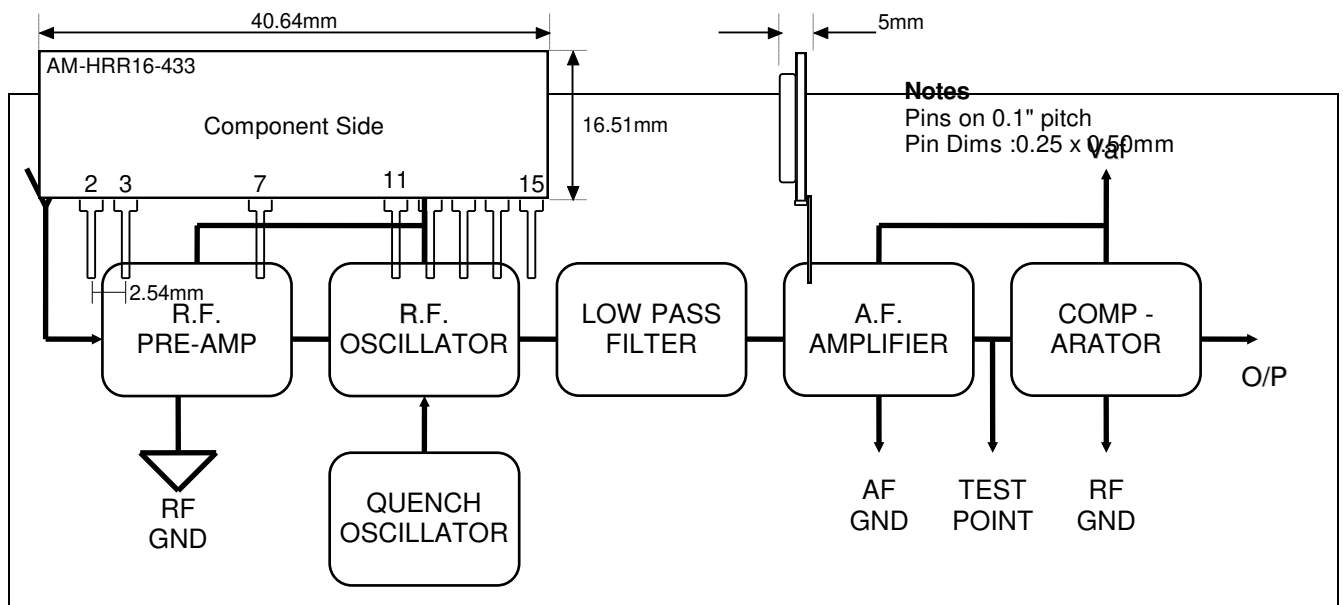 40.64mm
5mm
AM-HRR16-433
Notes
Pins on 0.1" pitch
Pin Dims :0.25 x 0.50mm
Vaf
Component Side
16.51mm
2 3 7 11 15
2.54mm
R.F.
PRE-AMP
R.F.
OSCILLATOR
LOW PASS
FILTER
A.F.
AMPLIFIER
COMP -
ARATOR
O/P
RF
GND
QUENCH
OSCILLATOR
AF
GND
TEST
POINT
RF
GND